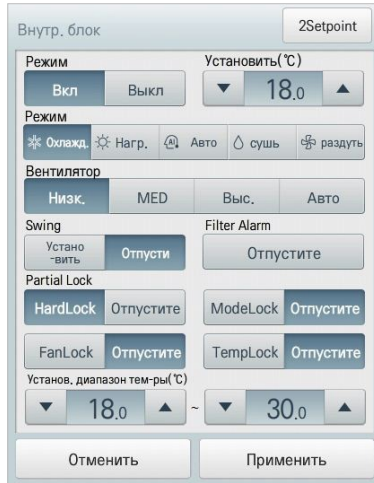 Внутр. блок 2Setpoint
Режим Установить(℃)
Вкл Выкл ▼ 18.0 ▲
Режим
Охлажд. Нагр. AI Авто сушь раздуть
Вентилятор
Низк. MED Выс. Авто
Swing Filter Alarm
Устано
-вить Отпусти Отпустите
Partial Lock
HardLock Отпустите ModeLock Отпустите
FanLock Отпустите TempLock Отпустите
Установ, диапазон тем-ры(℃)
▼ 18.0 ▲ ~ ▼ 30.0 ▲
Отменить Применить